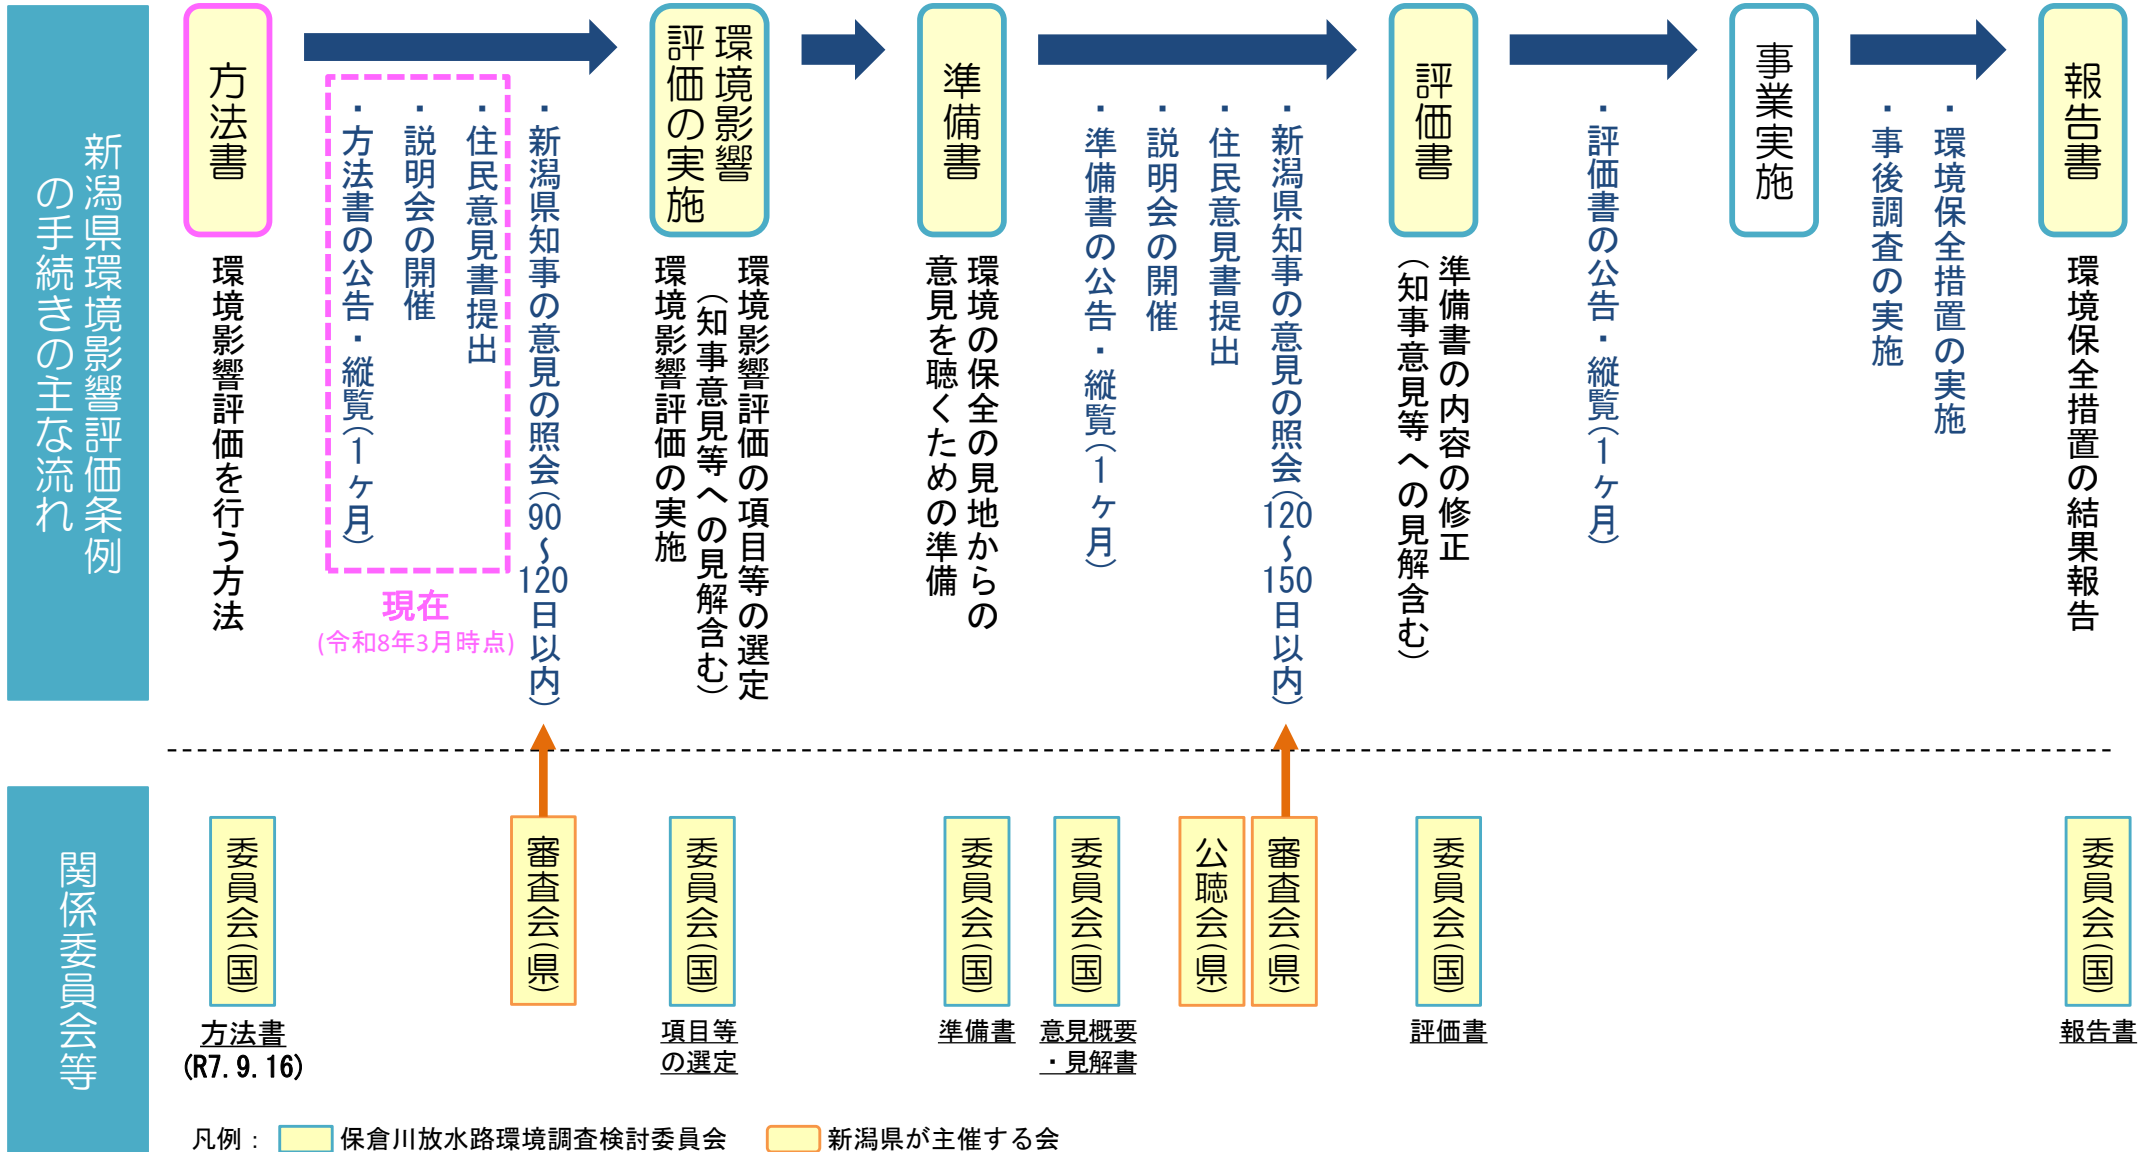 新潟県環境影響評価条例
の手続きの主な流れ
方法書
環境影響評価を行う方法
・方法書の公告・縦覧(1ヶ月)
・説明会の開催
・住民意見書提出
・新潟県知事の意見の照会(90～120日以内)
現在
(令和8年3月時点)
環境影響
評価の実施
環境影響評価の項目等の選定
(知事意見等への見解含む)
環境影響評価の実施
準備書
環境の保全の見地からの
意見を聴くための準備
・準備書の公告・縦覧(1ヶ月)
・説明会の開催
・住民意見書提出
・新潟県知事の意見の照会(120～150日以内)
評価書
準備書の内容の修正
(知事意見等への見解含む)
・評価書の公告・縦覧(1ヶ月)
事業実施
・事後調査の実施
・環境保全措置の実施
報告書
環境保全措置の結果報告
関係委員会等
委員会(国)
方法書
(R7.9.16)
審査会(県)
委員会(国)
項目等
の選定
委員会(国)
準備書
委員会(国)
意見概要
・見解書
公聴会(県)
審査会(県)
委員会(国)
評価書
委員会(国)
報告書
凡例：
保倉川放水路環境調査検討委員会
新潟県が主催する会